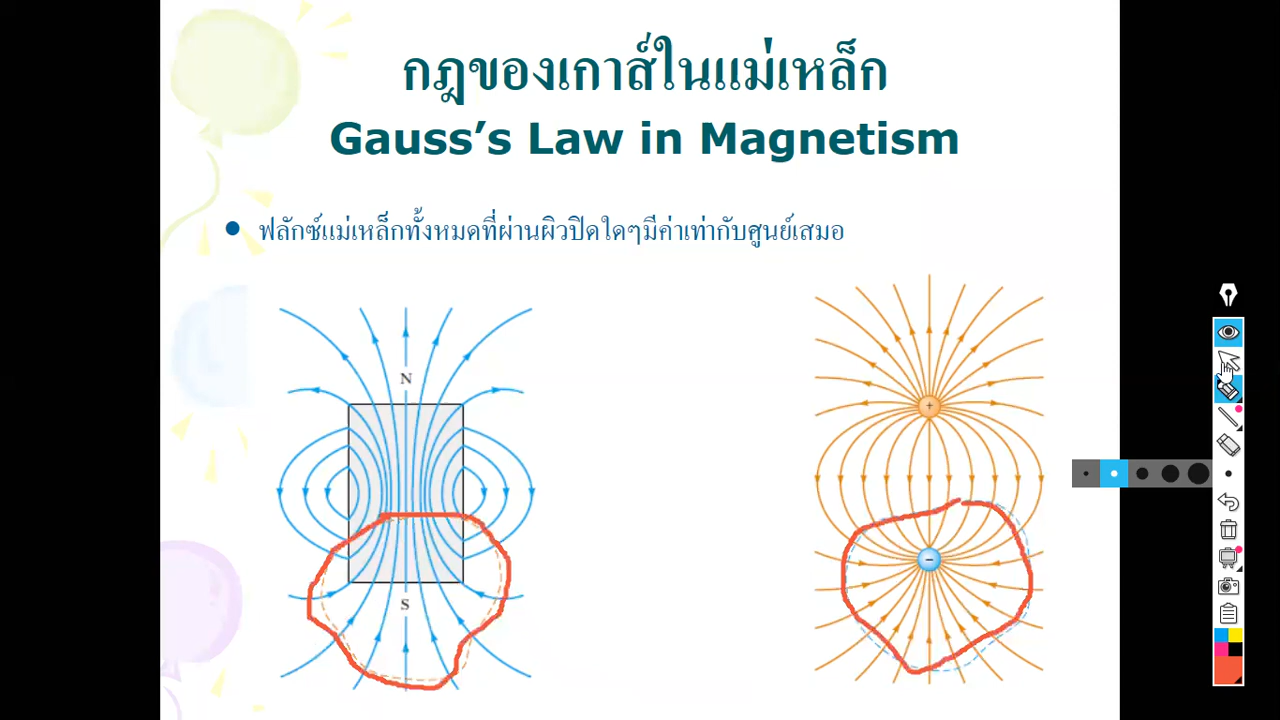 กฎของเกาส์ในแม่เหล็ก
Gauss’s Law in Magnetism
ฟลักซ์แม่เหล็กทั้งหมดที่ผ่านผิวปิดใดๆมีค่าเท่ากับศูนย์เสมอ
N
+
−
S